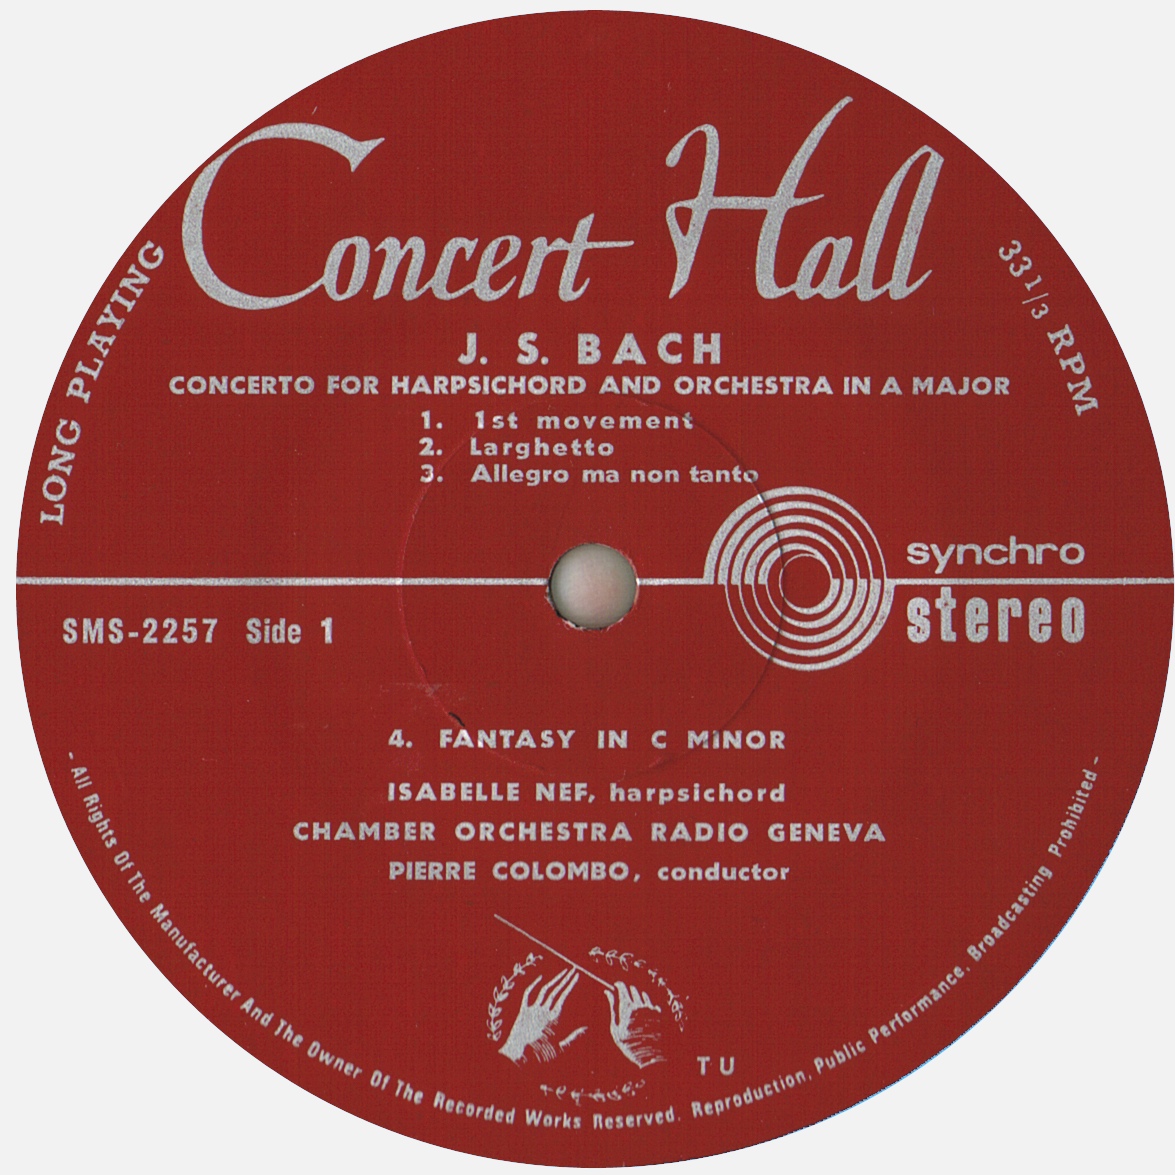 Concert Hall
LONG PLAYING
33 1/3 RPM
J. S. BACH
CONCERTO FOR HARPSICHORD AND ORCHESTRA IN A MAJOR
1. 1st movement
2. Larghetto
3. Allegro ma non tanto
synchro
stereo
SMS-2257 Side 1
4. FANTASY IN C MINOR
ISABELLE NEF, harpsichord
CHAMBER ORCHESTRA RADIO GENEVA
PIERRE COLOMBO, conductor
TU
- All Rights Of The Manufacturer And The Owner Of The Recorded Works Reserved. Reproduction, Public Performance, Broadcasting Prohibited -